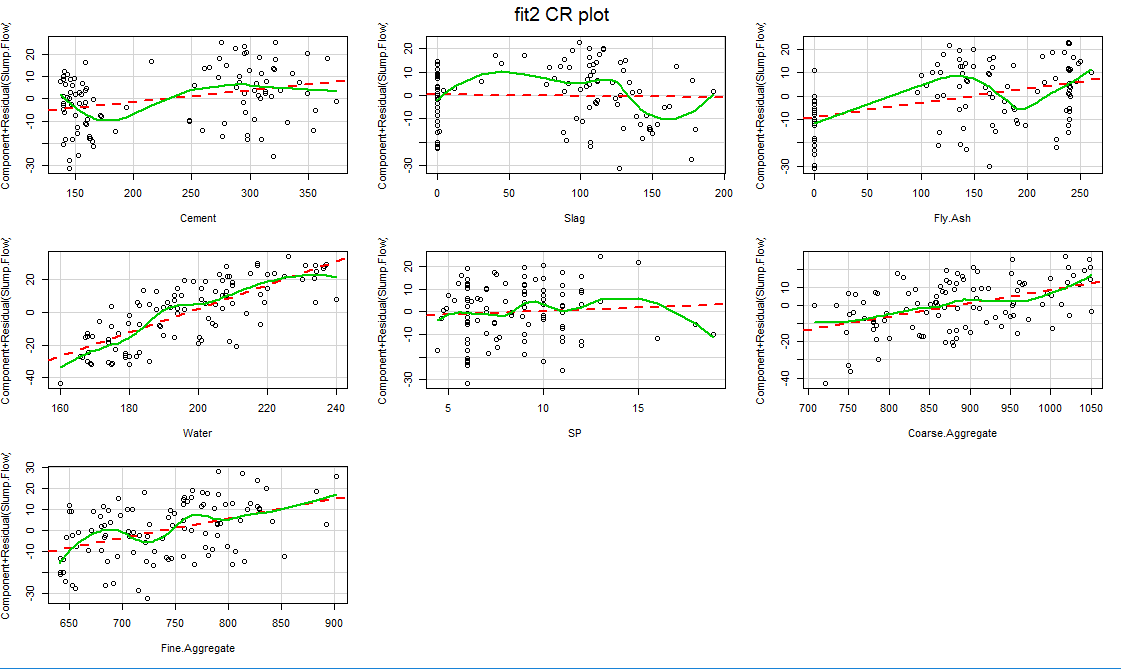 fit2 CR plot
Component+Residual(Slump.Flow)
-30 -10 0 10 20
150 200 250 300 350
Cement
Component+Residual(Slump.Flow)
-30 -10 0 10 20
0 50 100 150 200
Slag
Component+Residual(Slump.Flow)
-30 -10 0 10 20
0 50 100 150 200 250
Fly.Ash
Component+Residual(Slump.Flow)
-40 -20 0 20
160 180 200 220 240
Water
Component+Residual(Slump.Flow)
-30 -10 0 10 20
5 10 15
SP
Component+Residual(Slump.Flow)
-40 -20 0 10
700 750 800 850 900 950 1000 1050
Coarse.Aggregate
Component+Residual(Slump.Flow)
-30 -10 0 10 20 30
650 700 750 800 850 900
Fine.Aggregate